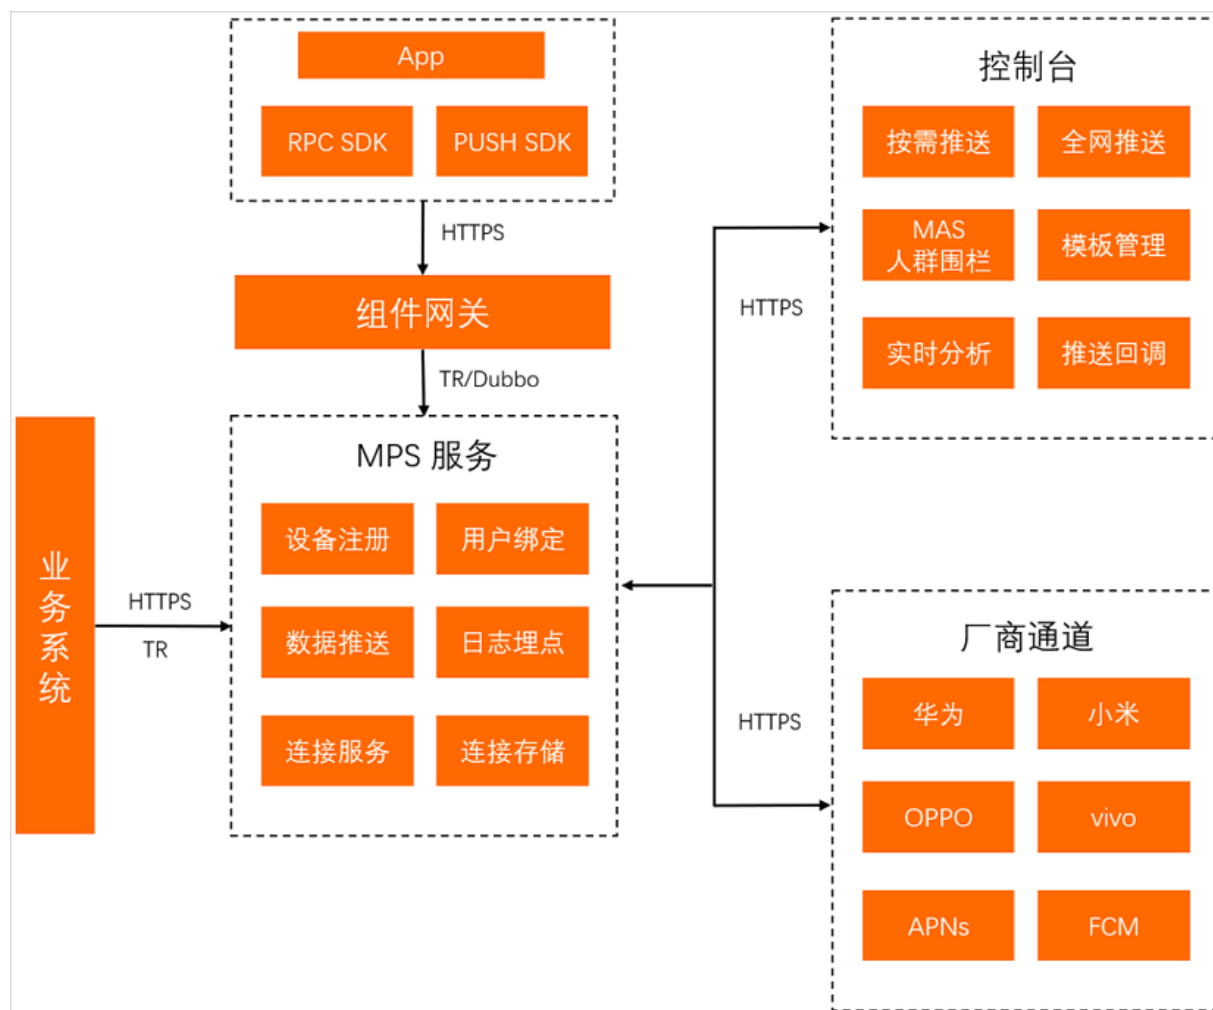 App
RPC SDK
PUSH SDK
HTTPS
组件网关
TR/Dubbo
业务系统
HTTPS
TR
MPS 服务
设备注册
用户绑定
数据推送
日志埋点
连接服务
连接存储
HTTPS
控制台
按需推送
全网推送
MAS
人群围栏
模板管理
实时分析
推送回调
HTTPS
厂商通道
华为
小米
OPPO
vivo
APNs
FCM